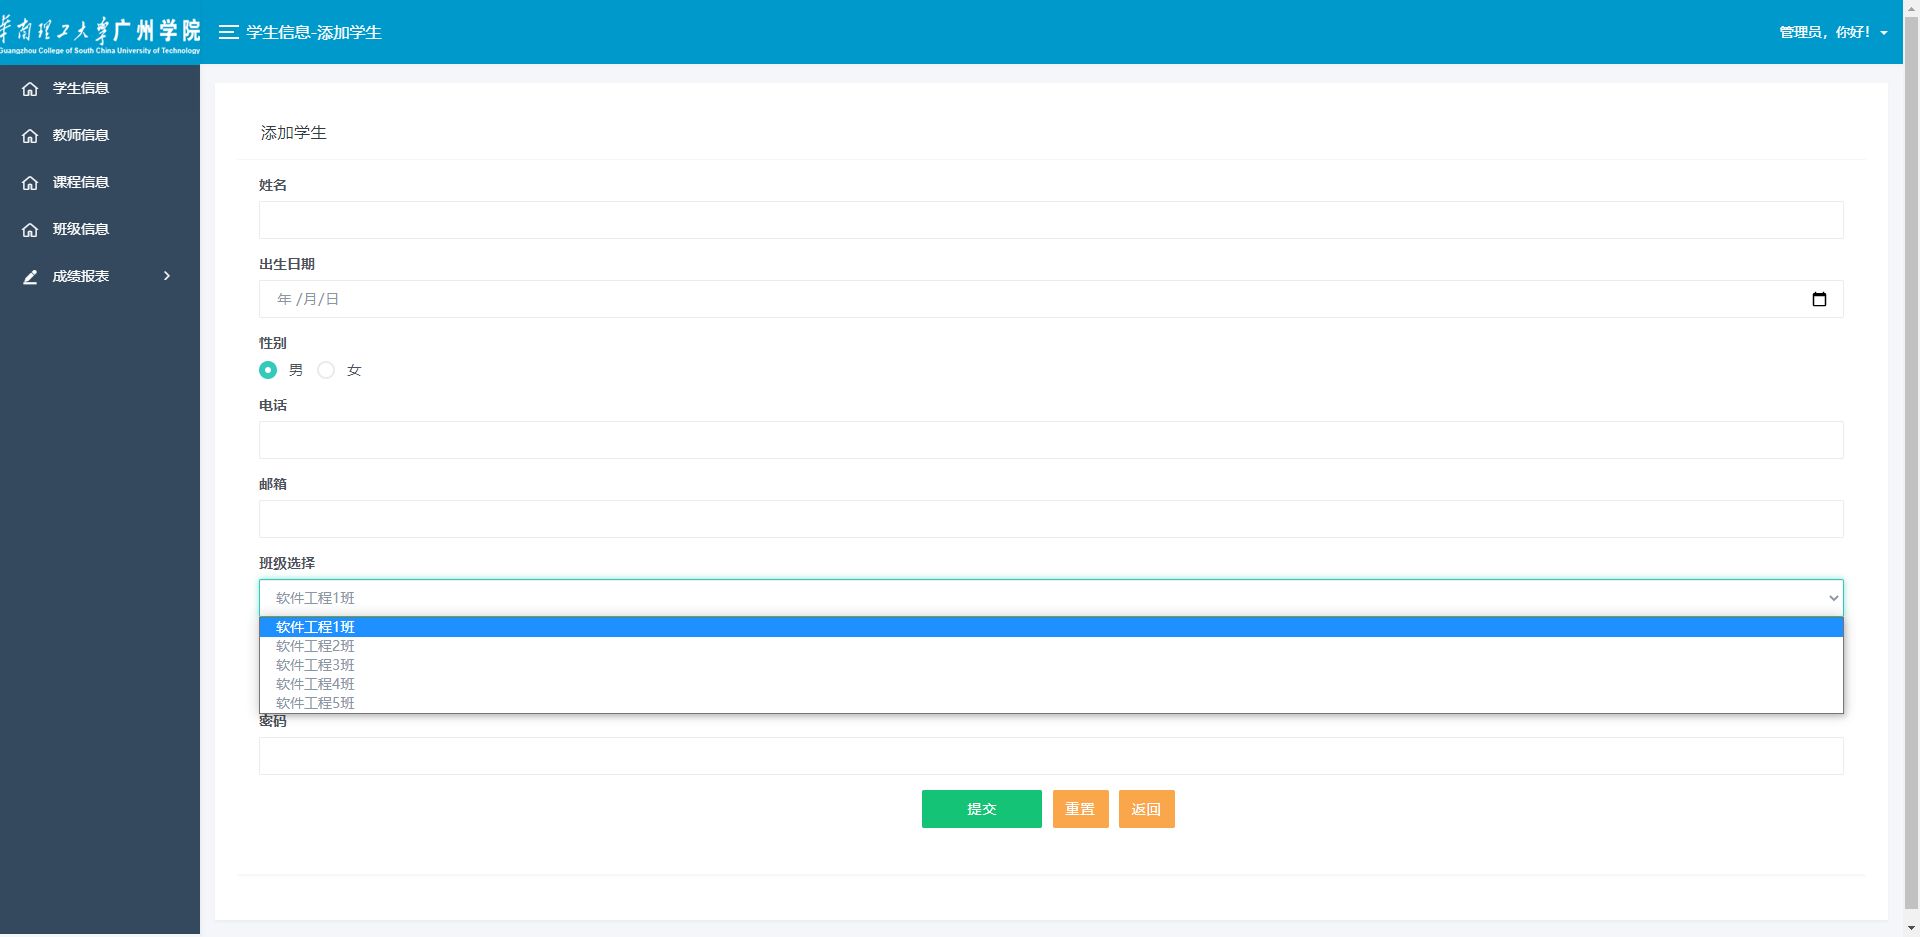 华南理工大学广州学院
Guangzhou College of South China University of Technology
学生信息-添加学生
管理员，你好！
学生信息
教师信息
课程信息
班级信息
成绩报表
添加学生
姓名
出生日期
年 /月/日
性别
男 女
电话
邮箱
班级选择
软件工程1班
软件工程1班
软件工程2班
软件工程3班
软件工程4班
软件工程5班
密码
提交 重置 返回